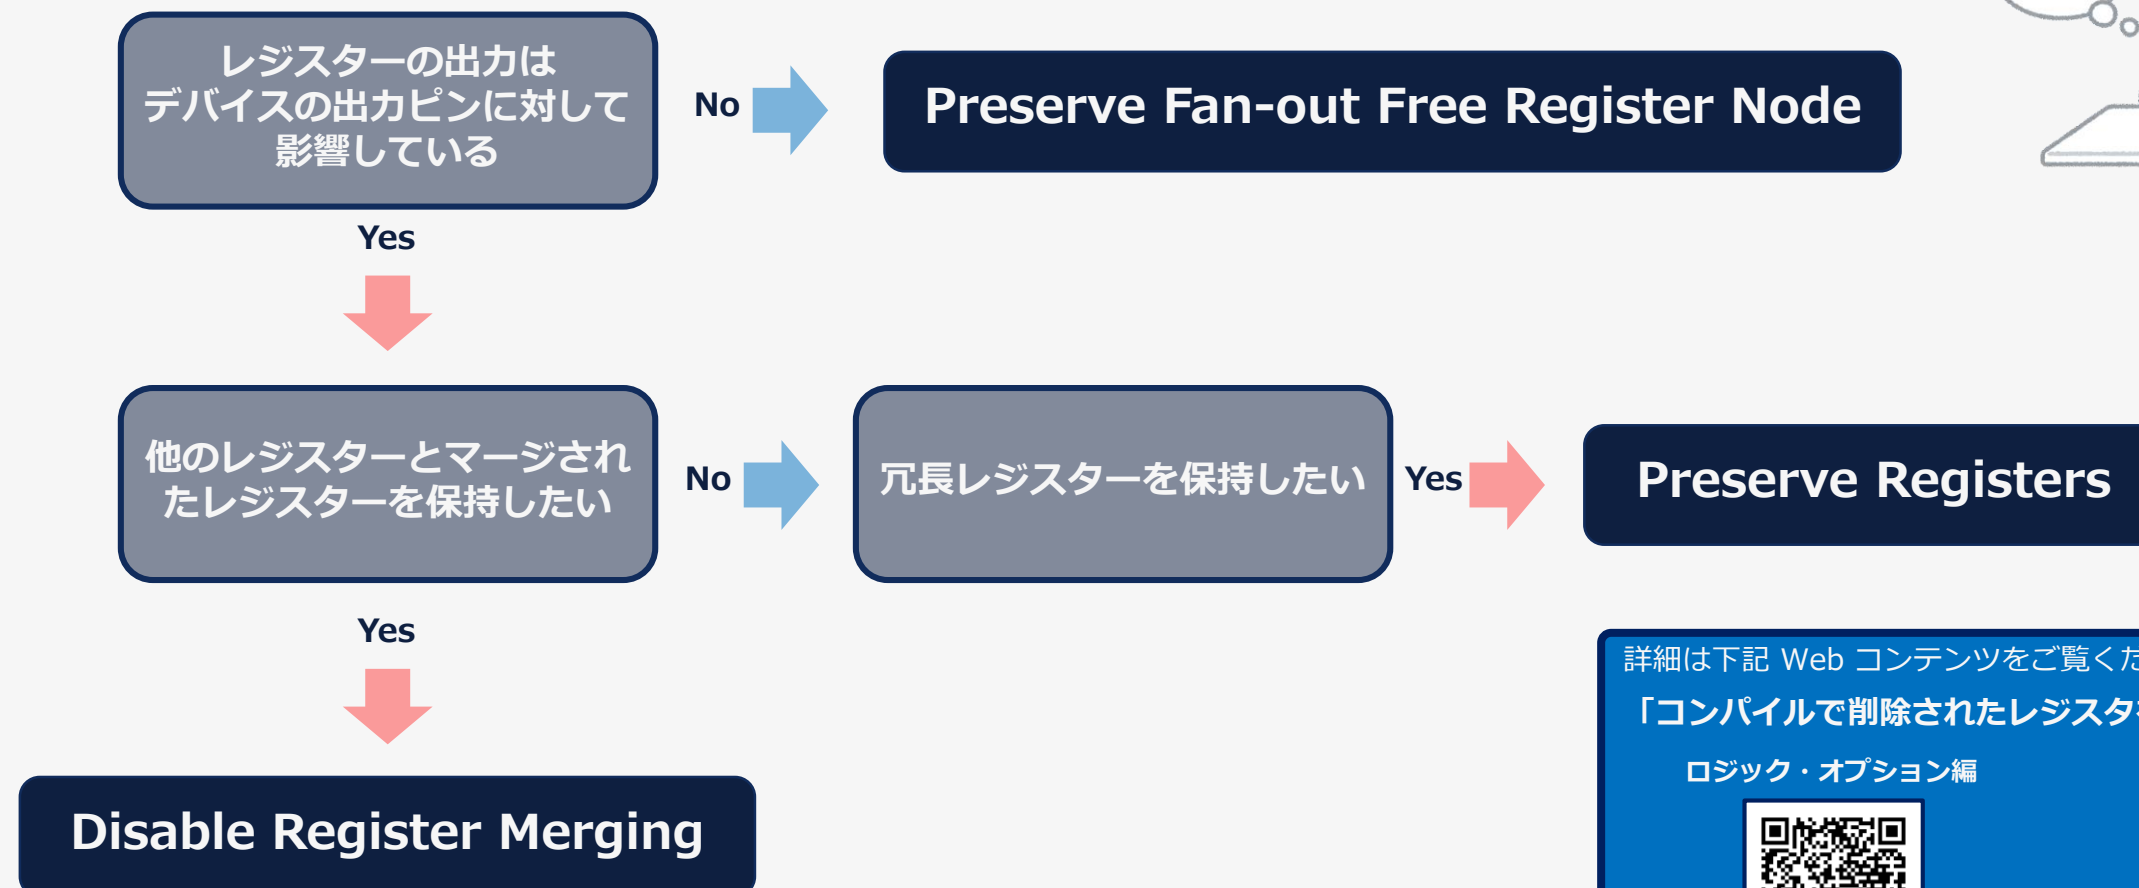 レジスターの出力は
デバイスの出力ピンに対して
影響している
No
Preserve Fan-out Free Register Node
Yes
他のレジスターとマージされ
たレジスターを保持したい
No
冗長レジスターを保持したい
Yes
Preserve Registers
Yes
Disable Register Merging
詳細は下記 Web コンテンツをご覧くだ
「コンパイルで削除されたレジスタ
ロジック・オプション編